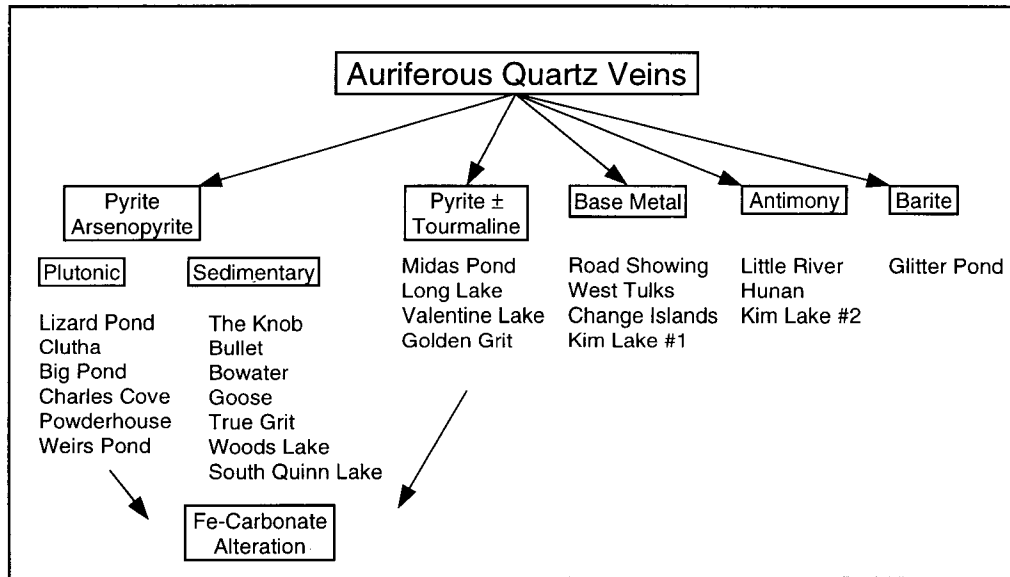 Auriferous Quartz Veins
Pyrite
Arsenopyrite
Pyrite ±
Tourmaline
Base Metal
Antimony
Barite
Plutonic
Sedimentary
Lizard Pond
Clutha
Big Pond
Charles Cove
Powderhouse
Weirs Pond
The Knob
Bullet
Bowater
Goose
True Grit
Woods Lake
South Quinn Lake
Midas Pond
Long Lake
Valentine Lake
Golden Grit
Road Showing
West Tulks
Change Islands
Kim Lake #1
Little River
Hunan
Kim Lake #2
Glitter Pond
Fe-Carbonate
Alteration